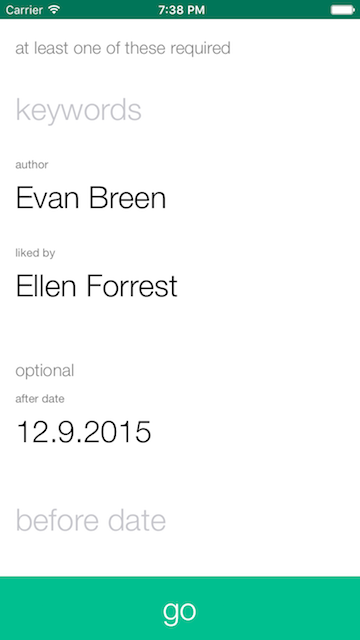 Carrier 7:38 PM
at least one of these required
keywords
author
Evan Breen
liked by
Ellen Forrest
optional
after date
12.9.2015
before date
go